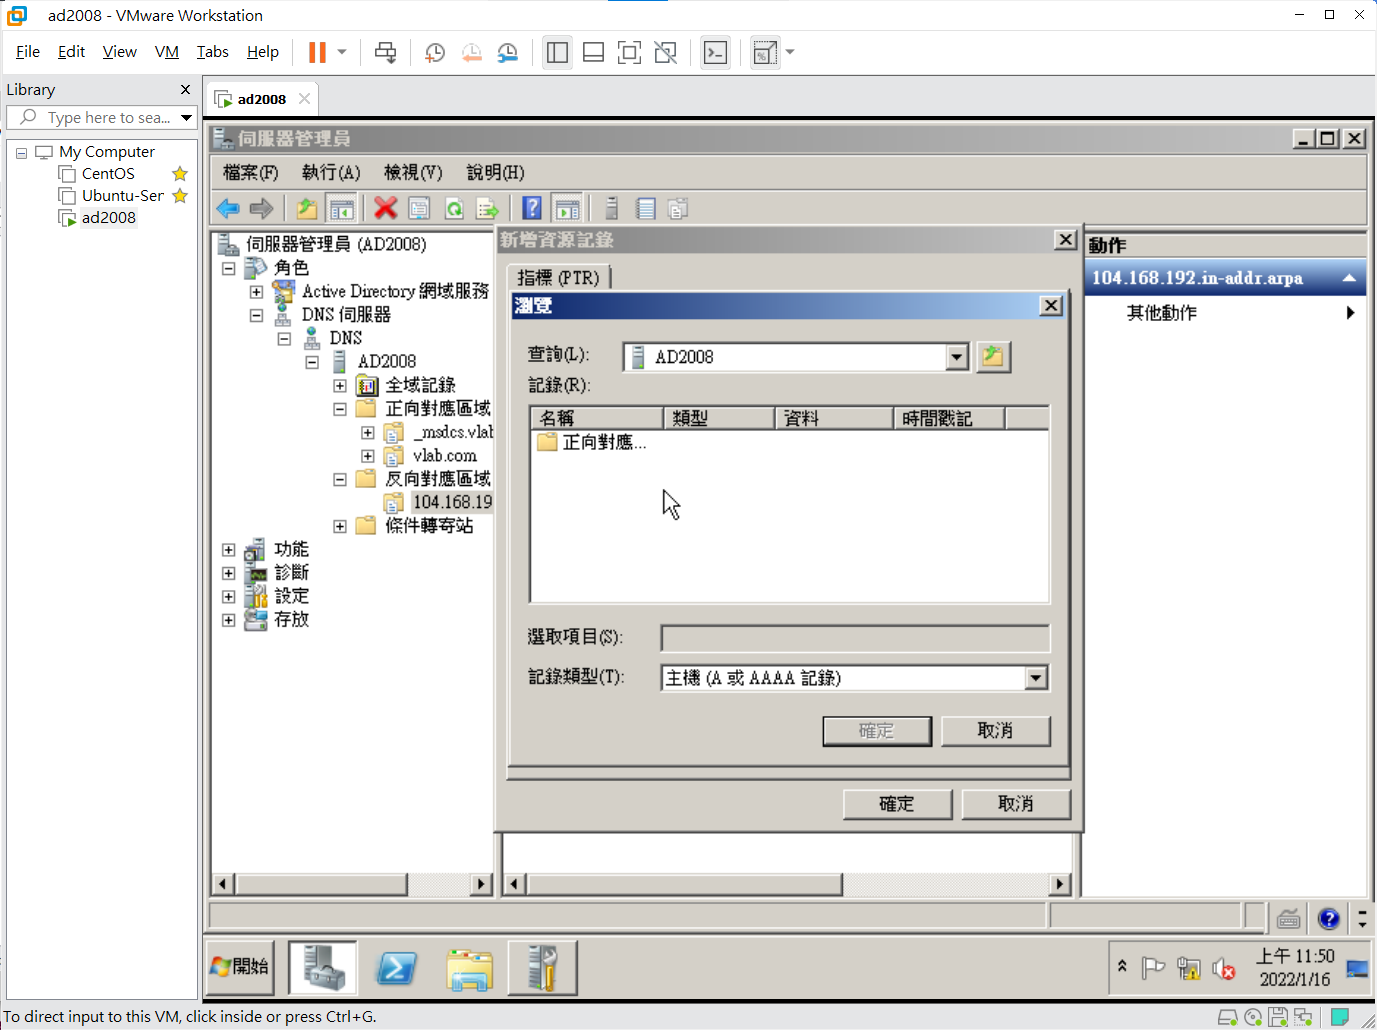 ad2008 - VMware Workstation
File Edit View VM Tabs Help
Library
Type here to sea...
My Computer
CentOS
Ubuntu-Ser
ad2008
ad2008
伺服器管理員
檔案(F) 執行(A) 檢視(V) 說明(H)
伺服器管理員 (AD2008)
角色
Active Directory 網域服務
DNS 伺服器
DNS
AD2008
全域記錄
正向對應區域
_msdcs.vlab
vlab.com
反向對應區域
104.168.19
條件轉寄站
功能
診斷
設定
存放
新增資源記錄
指標 (PTR)
瀏覽
查詢(L):
AD2008
記錄(R):
名稱 類型 資料 時間戳記
正向對應...
選取項目(S):
記錄類型(T):
主機 (A 或 AAAA 記錄)
確定 取消
確定 取消
動作
104.168.192.in-addr.arpa
其他動作
開始
上午 11:50
2022/1/16
To direct input to this VM, click inside or press Ctrl+G.